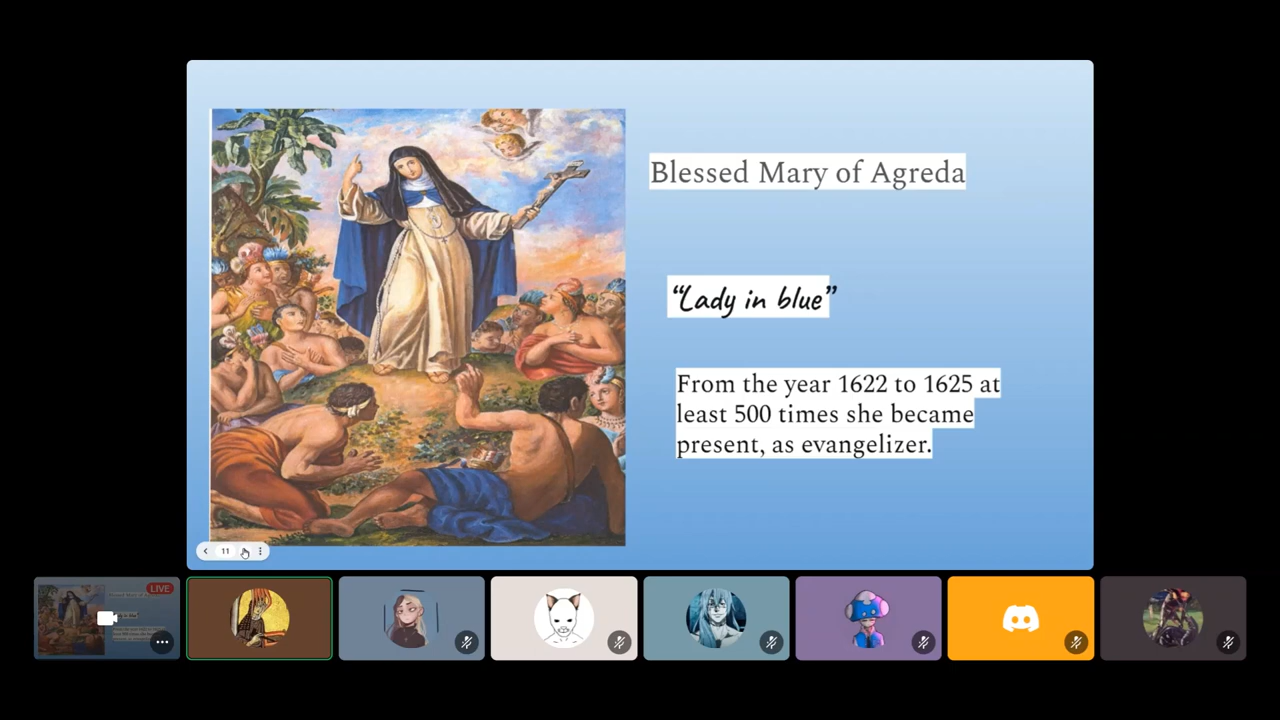 Blessed Mary of Agreda
“Lady in blue”
From the year 1622 to 1625 at
least 500 times she became
present, as evangelizer.
11
LIVE